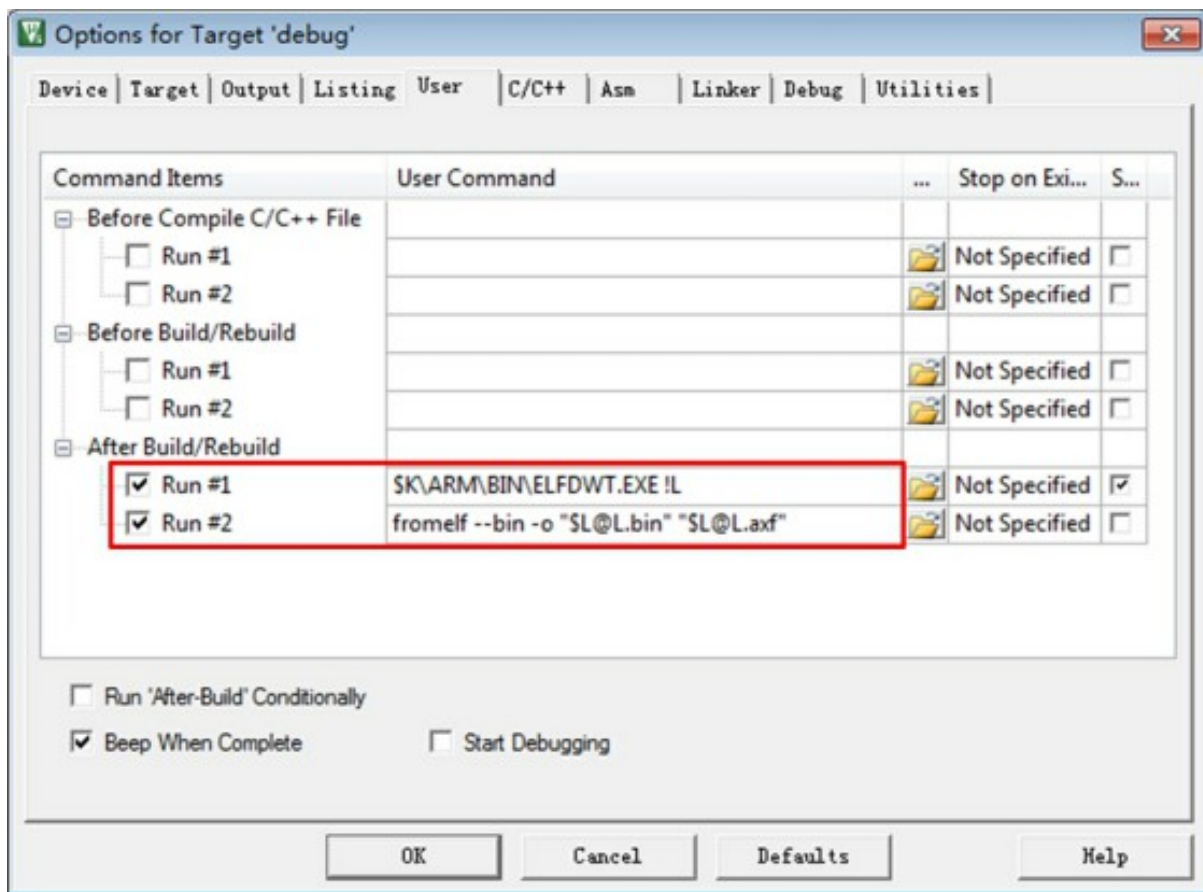 Options for Target 'debug'
Device Target Output Listing User C/C++ Asm Linker Debug Utilities
Command Items User Command ... Stop on Exi... S...
Before Compile C/C++ File
Run #1 Not Specified
Run #2 Not Specified
Before Build/Rebuild
Run #1 Not Specified
Run #2 Not Specified
After Build/Rebuild
Run #1 $K\ARM\BIN\ELFDWT.EXE !L Not Specified
Run #2 fromelf --bin -o "$L@L.bin" "$L@L.axf" Not Specified
Run 'After-Build' Conditionally
Beep When Complete Start Debugging
OK Cancel Defaults Help